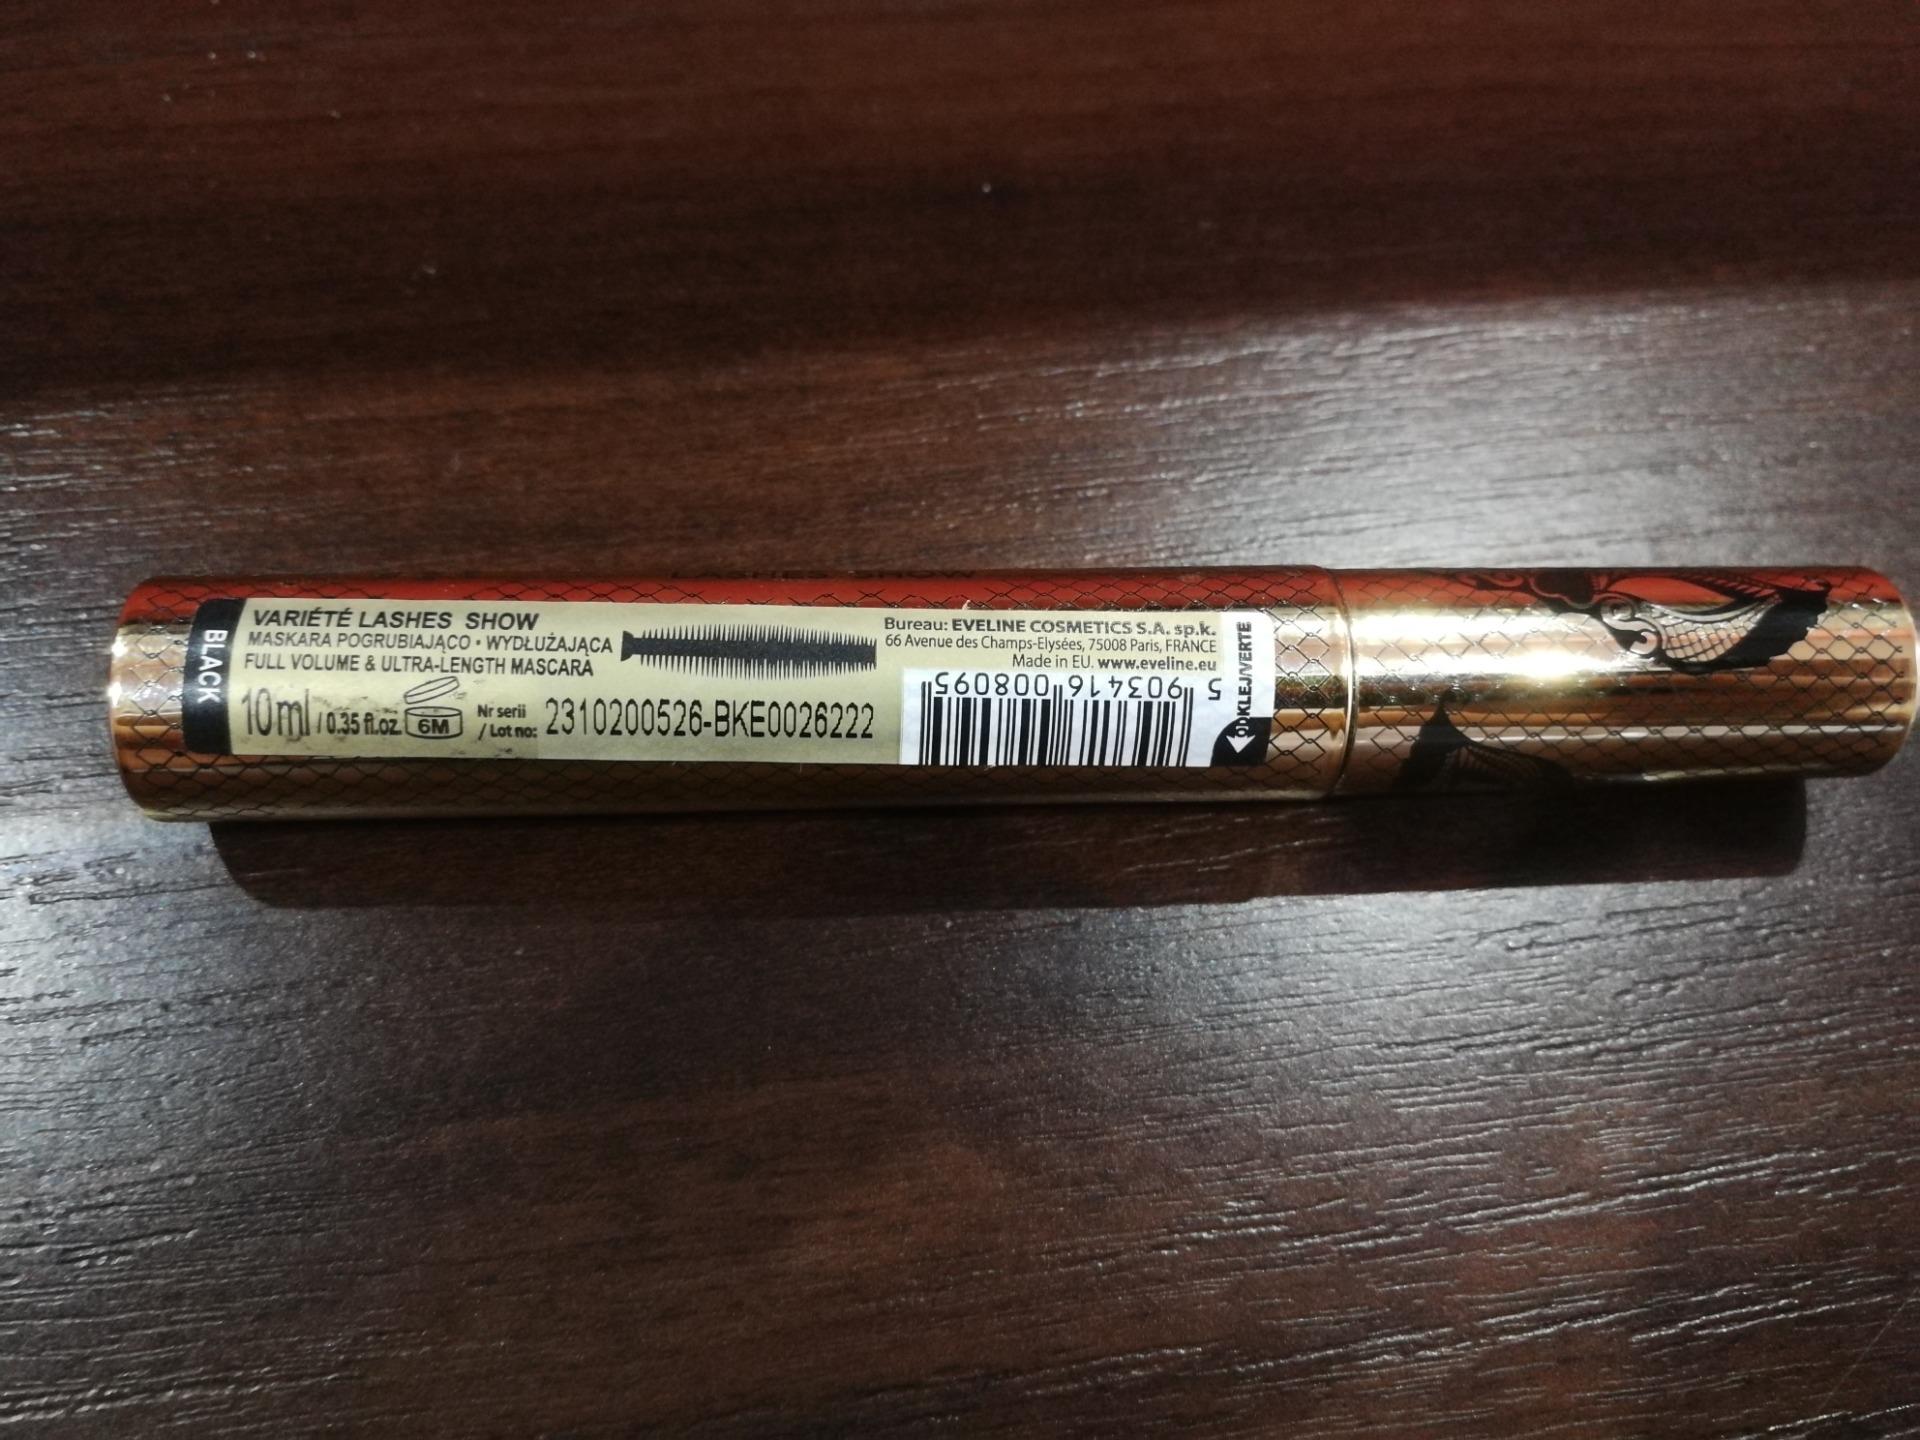 LASHES SHOW
BLACK
VARIÉTÉ LASHES SHOW
MASKARA POGRUBIAJĄCO • WYDŁUŻAJĄCA
FULL VOLUME & ULTRA-LENGTH MASCARA
10ml / 0.35 fl.oz. 6M
Nr serii
/ Lot no: 2310200526-BKE0026222
Bureau: EVELINE COSMETICS S.A. sp.k.
66 Avenue des Champs-Elysées, 75008 Paris, FRANCE
Made in EU. www.eveline.eu
5 903416 008095
ODKLEJ/VERTE